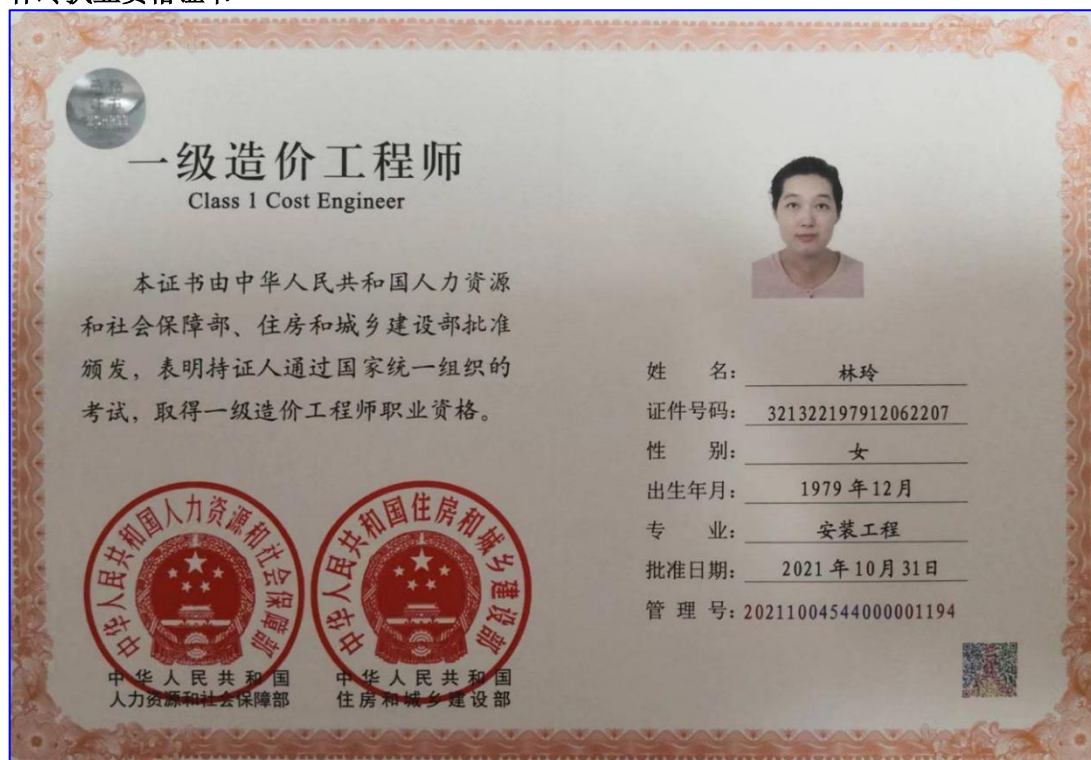 一级造价工程师
Class 1 Cost Engineer
本证书由中华人民共和国人力资源
和社会保障部、住房和城乡建设部批准
颁发，表明持证人通过国家统一组织的
考试，取得一级造价工程师职业资格。
中华人民共和国人力资源和社会保障部
中华人民共和国住房和城乡建设部
中华人民共和国
人力资源和社会保障部
中华人民共和国
住房和城乡建设部
姓 名：林玲
证件号码：321322197912062207
性 别：女
出生年月：1979年12月
专 业：安装工程
批准日期：2021年10月31日
管 理 号：20211004544000001194